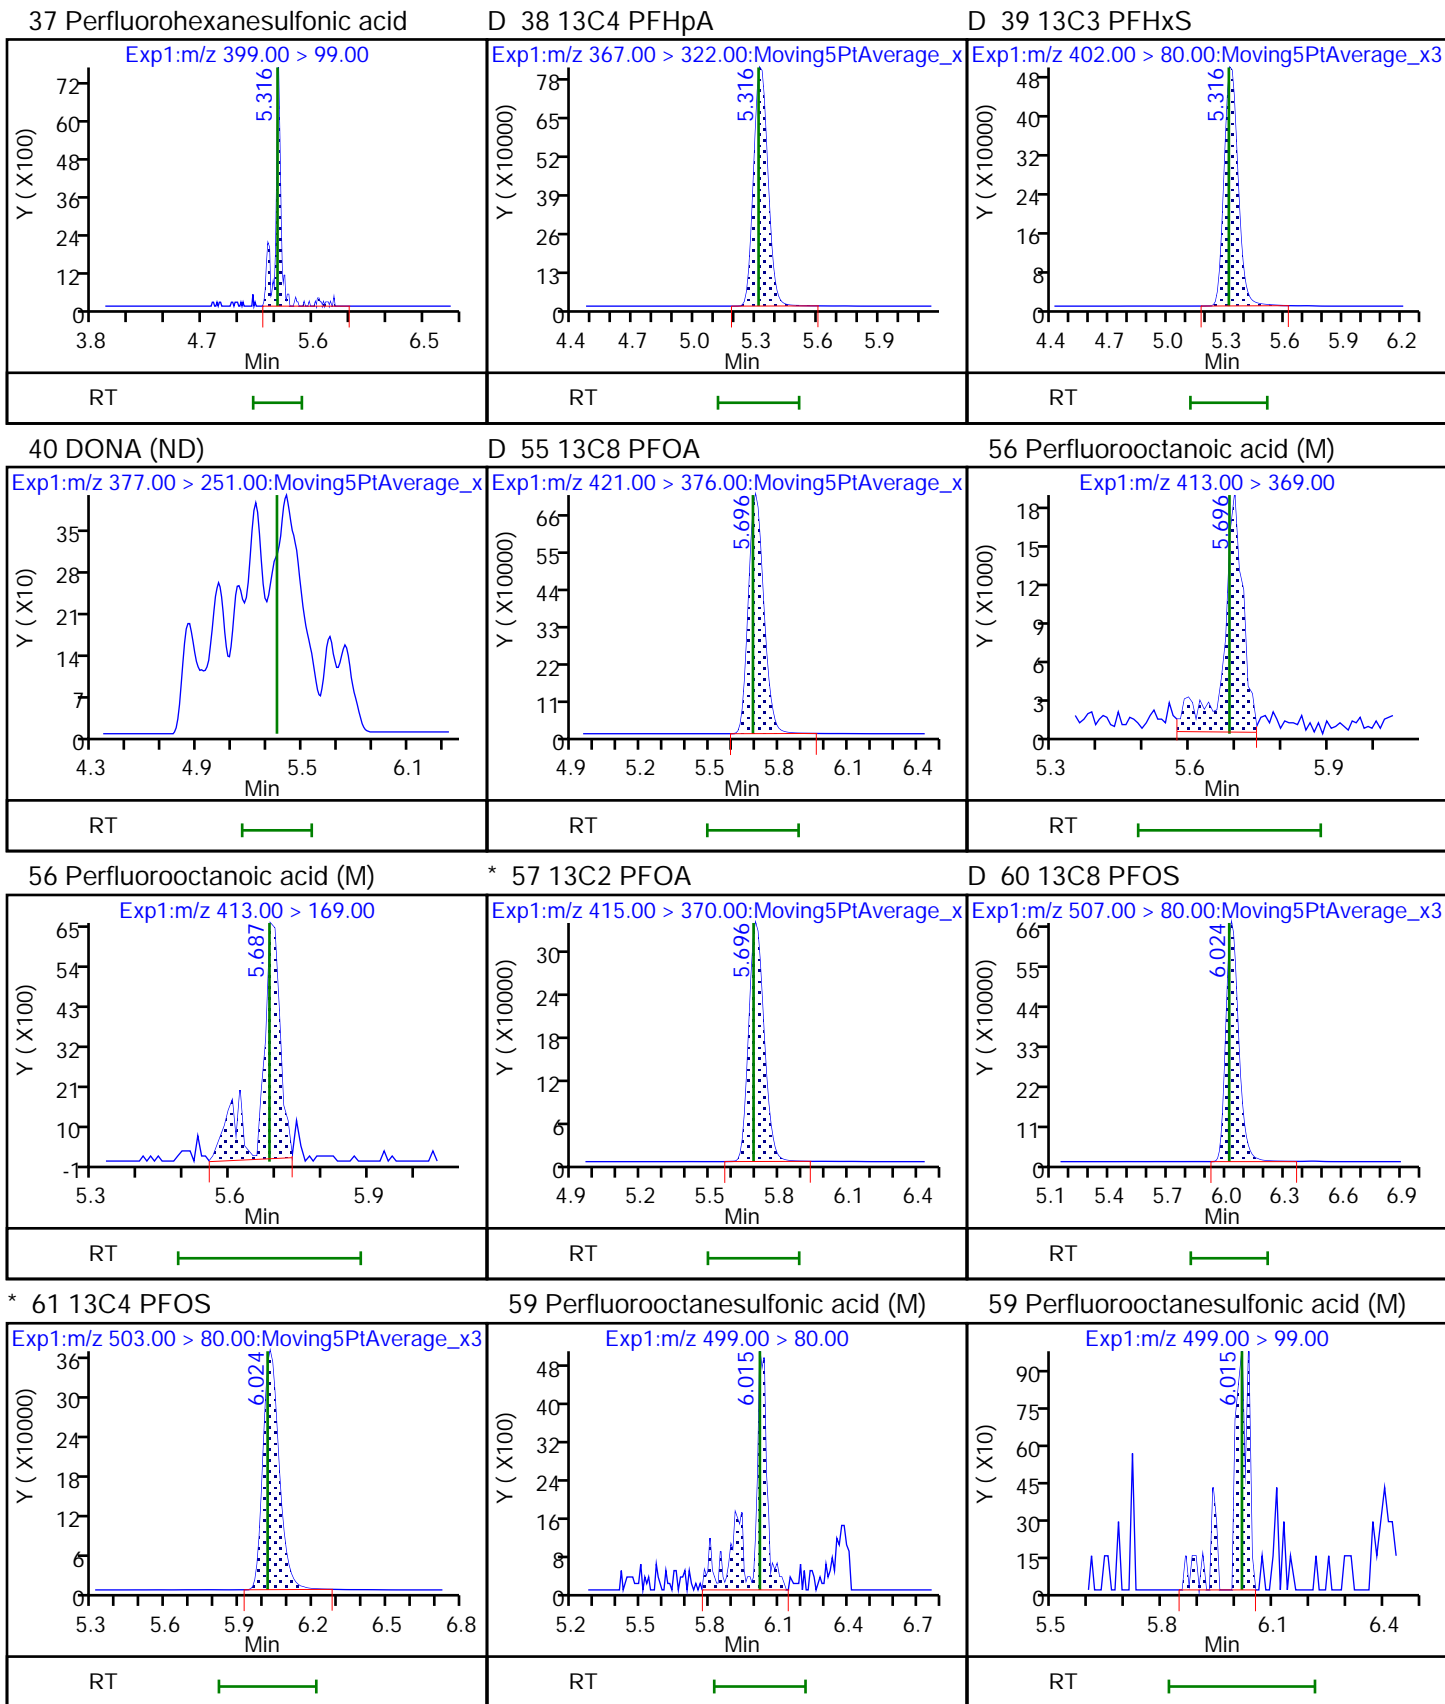 37 Perfluorohexanesulfonic acid
Exp1:m/z 399.00 > 99.00
5.316
Y ( X100)
72
60
48
36
24
12
0
3.8 4.7 5.6 6.5
Min
RT
D 38 13C4 PFHpA
Exp1:m/z 367.00 > 322.00:Moving5PtAverage_x
5.316
Y ( X10000)
78
65
52
39
26
13
0
4.4 4.7 5.0 5.3 5.6 5.9
Min
RT
D 39 13C3 PFHxS
Exp1:m/z 402.00 > 80.00:Moving5PtAverage_x3
5.316
Y ( X10000)
48
40
32
24
16
8
0
4.4 4.7 5.0 5.3 5.6 5.9 6.2
Min
RT
40 DONA (ND)
Exp1:m/z 377.00 > 251.00:Moving5PtAverage_x
Y ( X10)
35
28
21
14
7
0
4.3 4.9 5.5 6.1
Min
RT
D 55 13C8 PFOA
Exp1:m/z 421.00 > 376.00:Moving5PtAverage_x
5.696
Y ( X10000)
66
55
44
33
22
11
0
4.9 5.2 5.5 5.8 6.1 6.4
Min
RT
56 Perfluorooctanoic acid (M)
Exp1:m/z 413.00 > 369.00
5.696
Y ( X1000)
18
15
12
9
6
3
0
5.3 5.6 5.9
Min
RT
56 Perfluorooctanoic acid (M)
Exp1:m/z 413.00 > 169.00
5.687
Y ( X100)
65
54
43
32
21
10
-1
5.3 5.6 5.9
Min
RT
* 57 13C2 PFOA
Exp1:m/z 415.00 > 370.00:Moving5PtAverage_x
5.696
Y ( X10000)
30
24
18
12
6
0
4.9 5.2 5.5 5.8 6.1 6.4
Min
RT
D 60 13C8 PFOS
Exp1:m/z 507.00 > 80.00:Moving5PtAverage_x3
6.024
Y ( X10000)
66
55
44
33
22
11
0
5.1 5.4 5.7 6.0 6.3 6.6 6.9
Min
RT
* 61 13C4 PFOS
Exp1:m/z 503.00 > 80.00:Moving5PtAverage_x3
6.024
Y ( X10000)
36
30
24
18
12
6
0
5.3 5.6 5.9 6.2 6.5 6.8
Min
RT
59 Perfluorooctanesulfonic acid (M)
Exp1:m/z 499.00 > 80.00
6.015
Y ( X100)
48
40
32
24
16
8
0
5.2 5.5 5.8 6.1 6.4 6.7
Min
RT
59 Perfluorooctanesulfonic acid (M)
Exp1:m/z 499.00 > 99.00
6.015
Y ( X10)
90
75
60
45
30
15
0
5.5 5.8 6.1 6.4
Min
RT